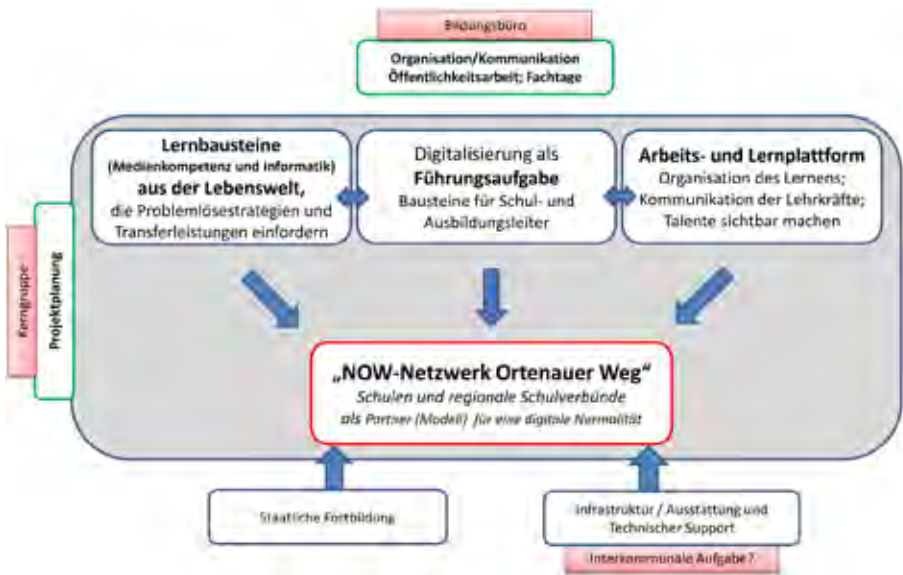 Bildungsbüro
Organisation/Kommunikation
Öffentlichkeitsarbeit; Fachtage
Lernbausteine
(Medienkompetenz und Informatik)
aus der Lebenswelt,
die Problemlösestrategien und
Transferleistungen einfordern
Digitalisierung als
Führungsaufgabe
Bausteine für Schul- und
Ausbildungsleiter
Arbeits- und Lernplattform
Organisation des Lernens;
Kommunikation der Lehrkräfte;
Talente sichtbar machen
Kerngruppe
Projektplanung
„NOW-Netzwerk Ortenauer Weg“
Schulen und regionale Schulverbünde
als Partner (Modell) für eine digitale Normalität
Staatliche Fortbildung
Infrastruktur / Ausstattung und
Technischer Support
Interkommunale Aufgabe?